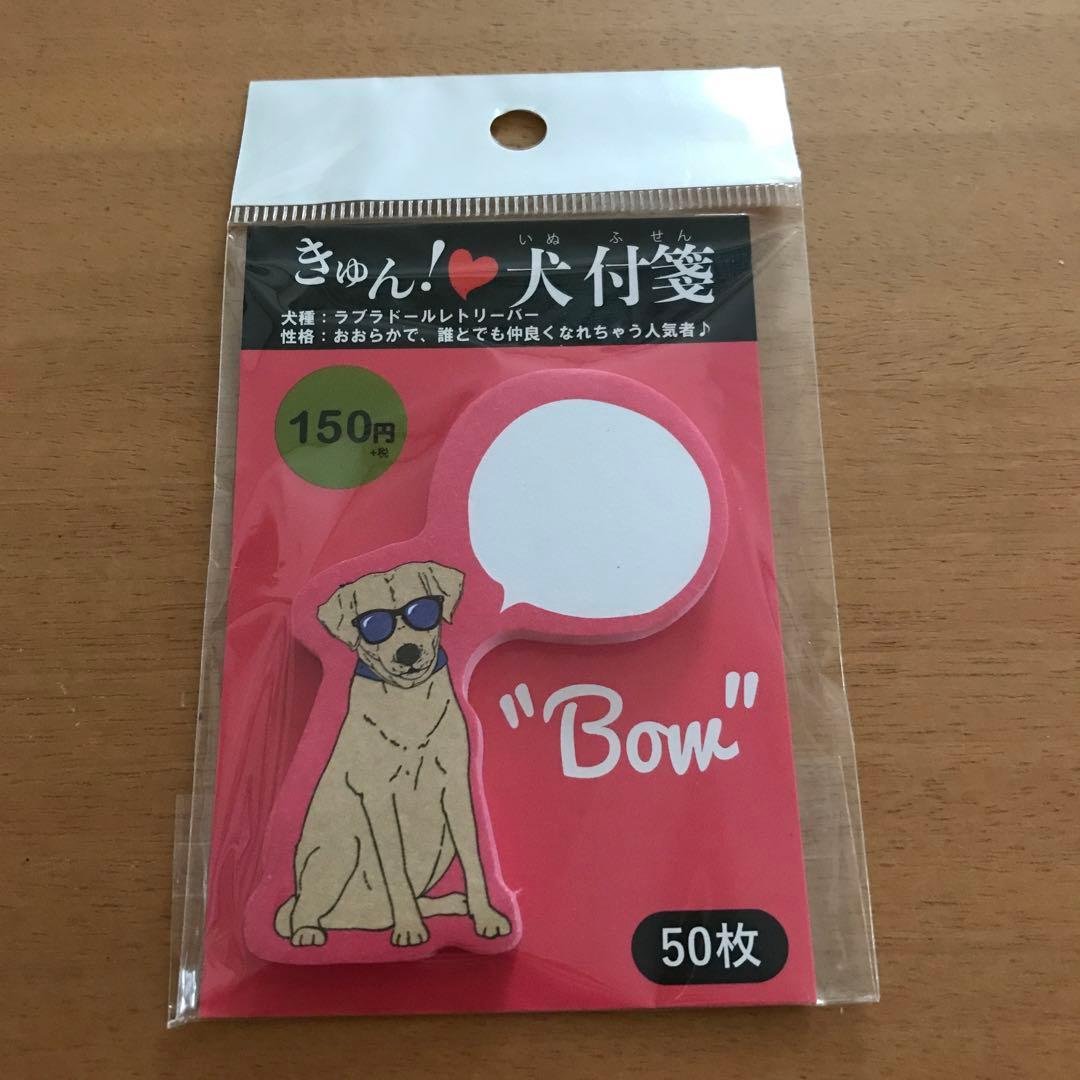 いぬ ふせん
きゅん!♥犬付箋
犬種:ラブラドールレトリーバー
性格:おおらかで、誰とでも仲良くなれちゃう人気者♪
150円
+税
"Bow"
50枚